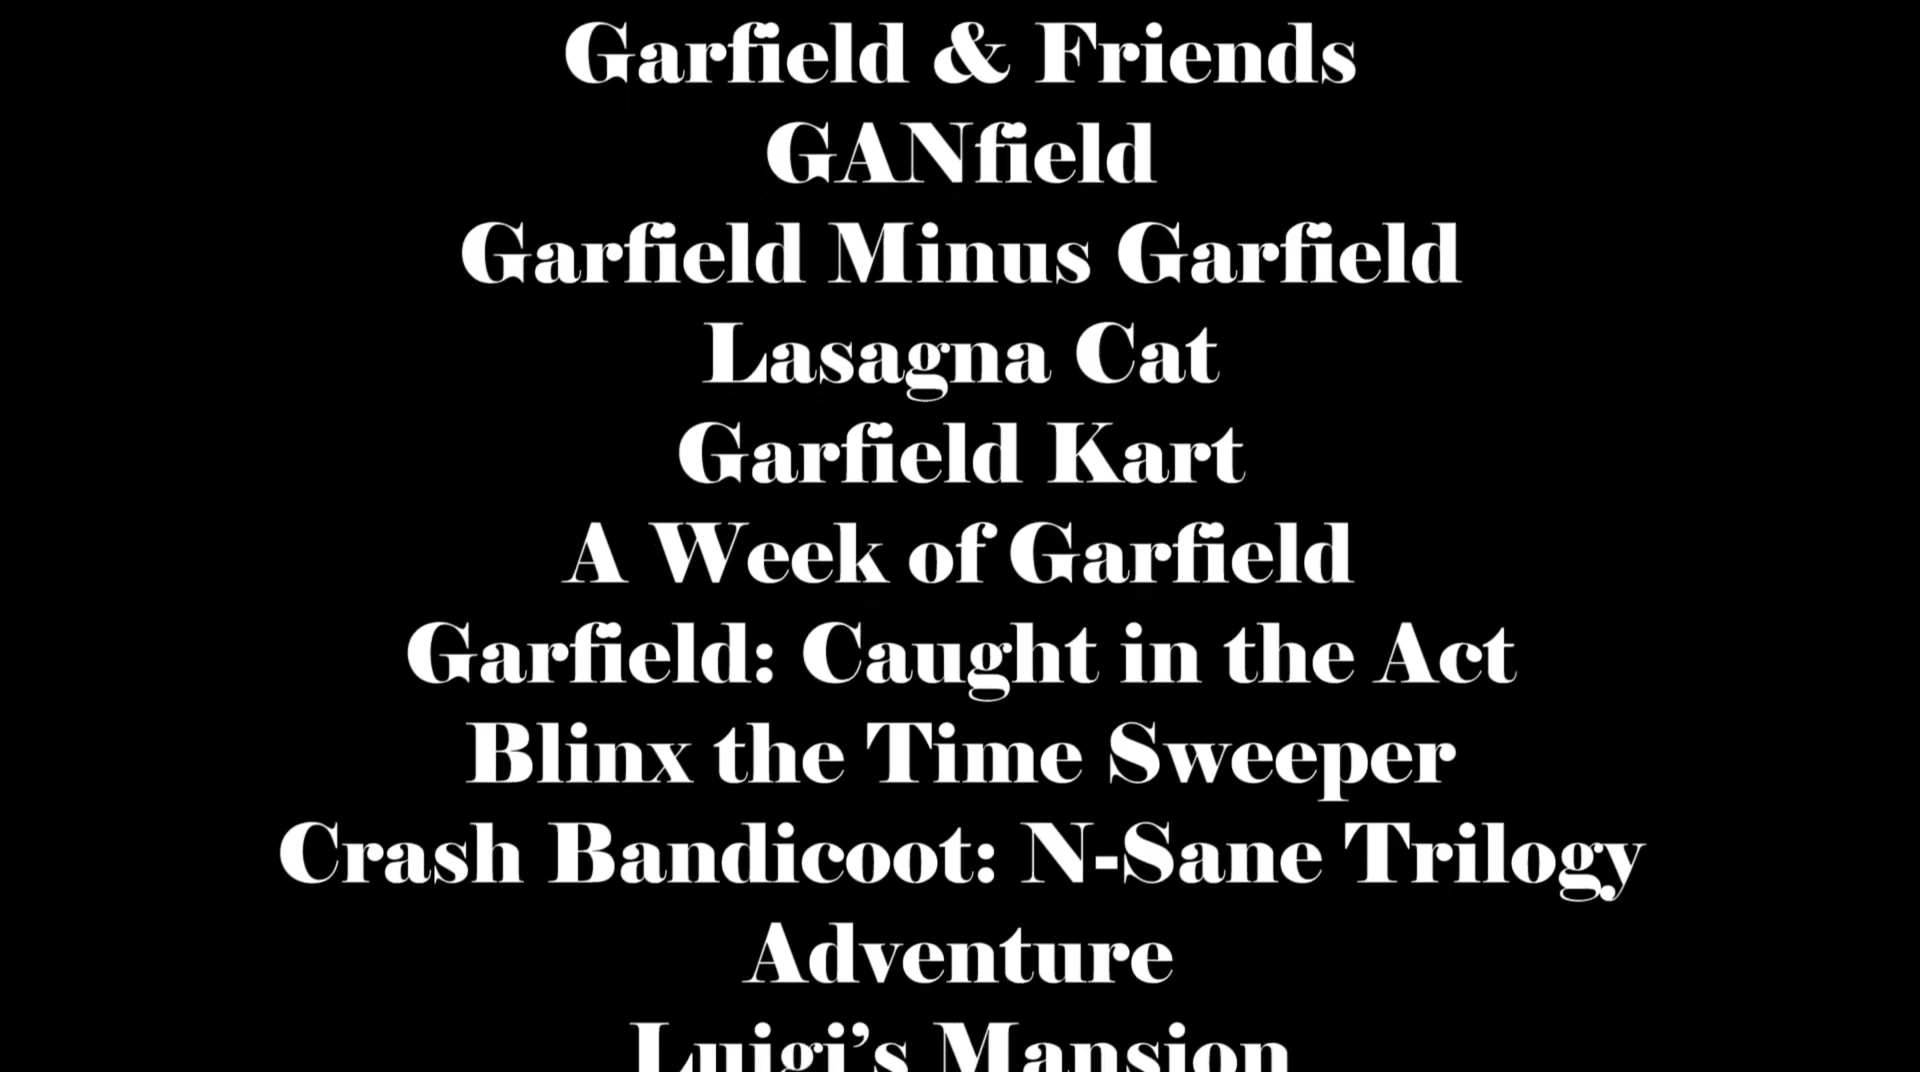 Garfield & Friends
GANfield
Garfield Minus Garfield
Lasagna Cat
Garfield Kart
A Week of Garfield
Garfield: Caught in the Act
Blinx the Time Sweeper
Crash Bandicoot: N-Sane Trilogy
Adventure
Luigi’s Mansion